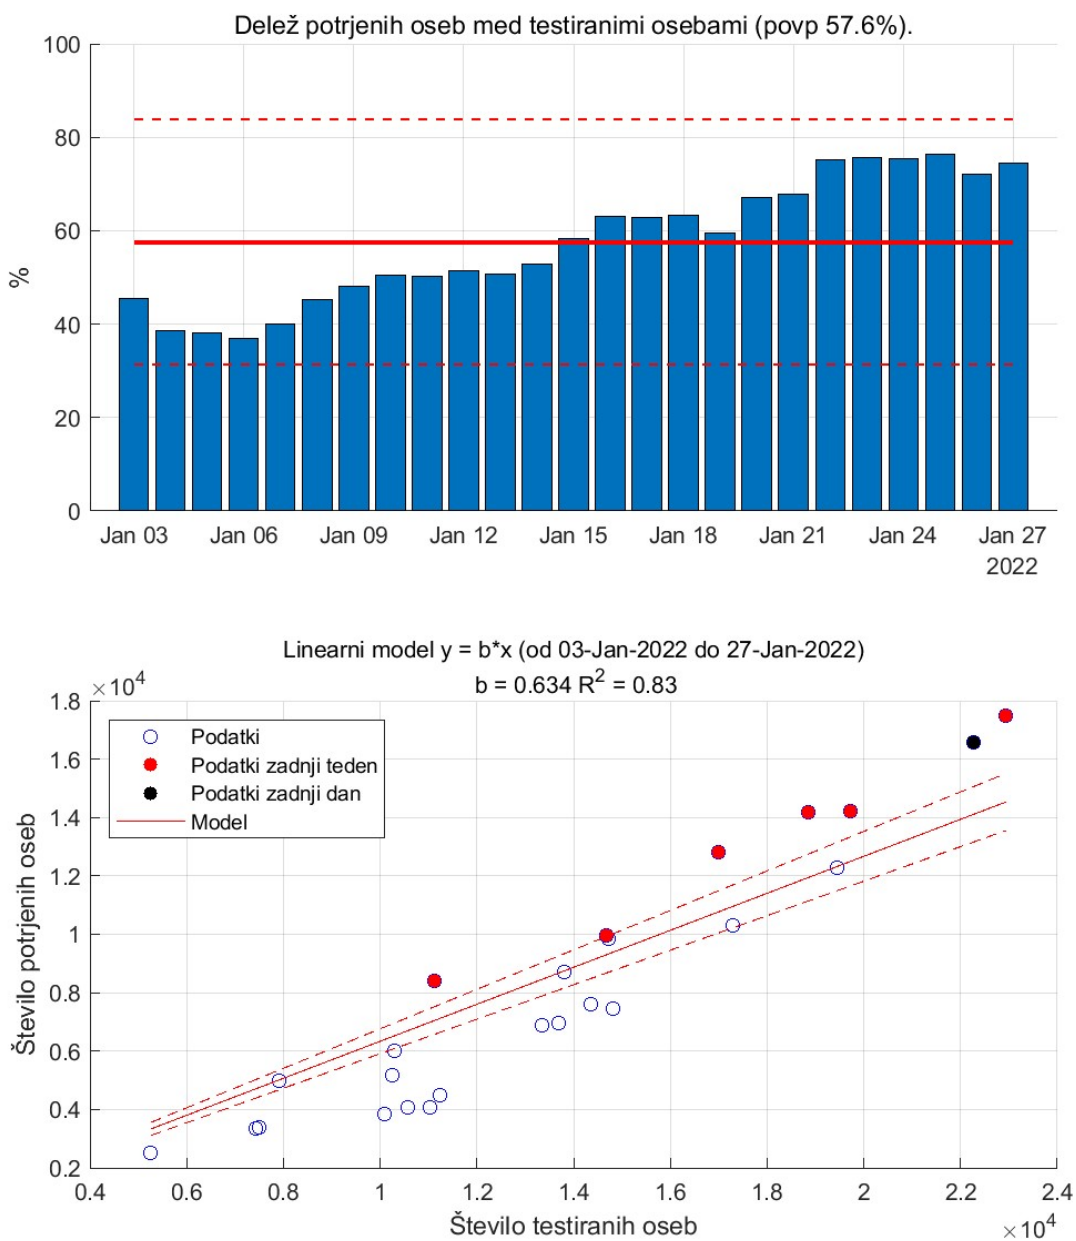 Delež potrjenih oseb med testiranimi osebami (povp 57.6%).
100
80
60
40
20
0
%
Jan 03 Jan 06 Jan 09 Jan 12 Jan 15 Jan 18 Jan 21 Jan 24 Jan 27
2022
Linearni model y = b*x (od 03-Jan-2022 do 27-Jan-2022)
b = 0.634 R² = 0.83
×10⁴
1.8
1.6
1.4
1.2
1
0.8
0.6
0.4
0.2
Število potrjenih oseb
Podatki
Podatki zadnji teden
Podatki zadnji dan
Model
0.4 0.6 0.8 1 1.2 1.4 1.6 1.8 2 2.2 2.4
Število testiranih oseb
×10⁴